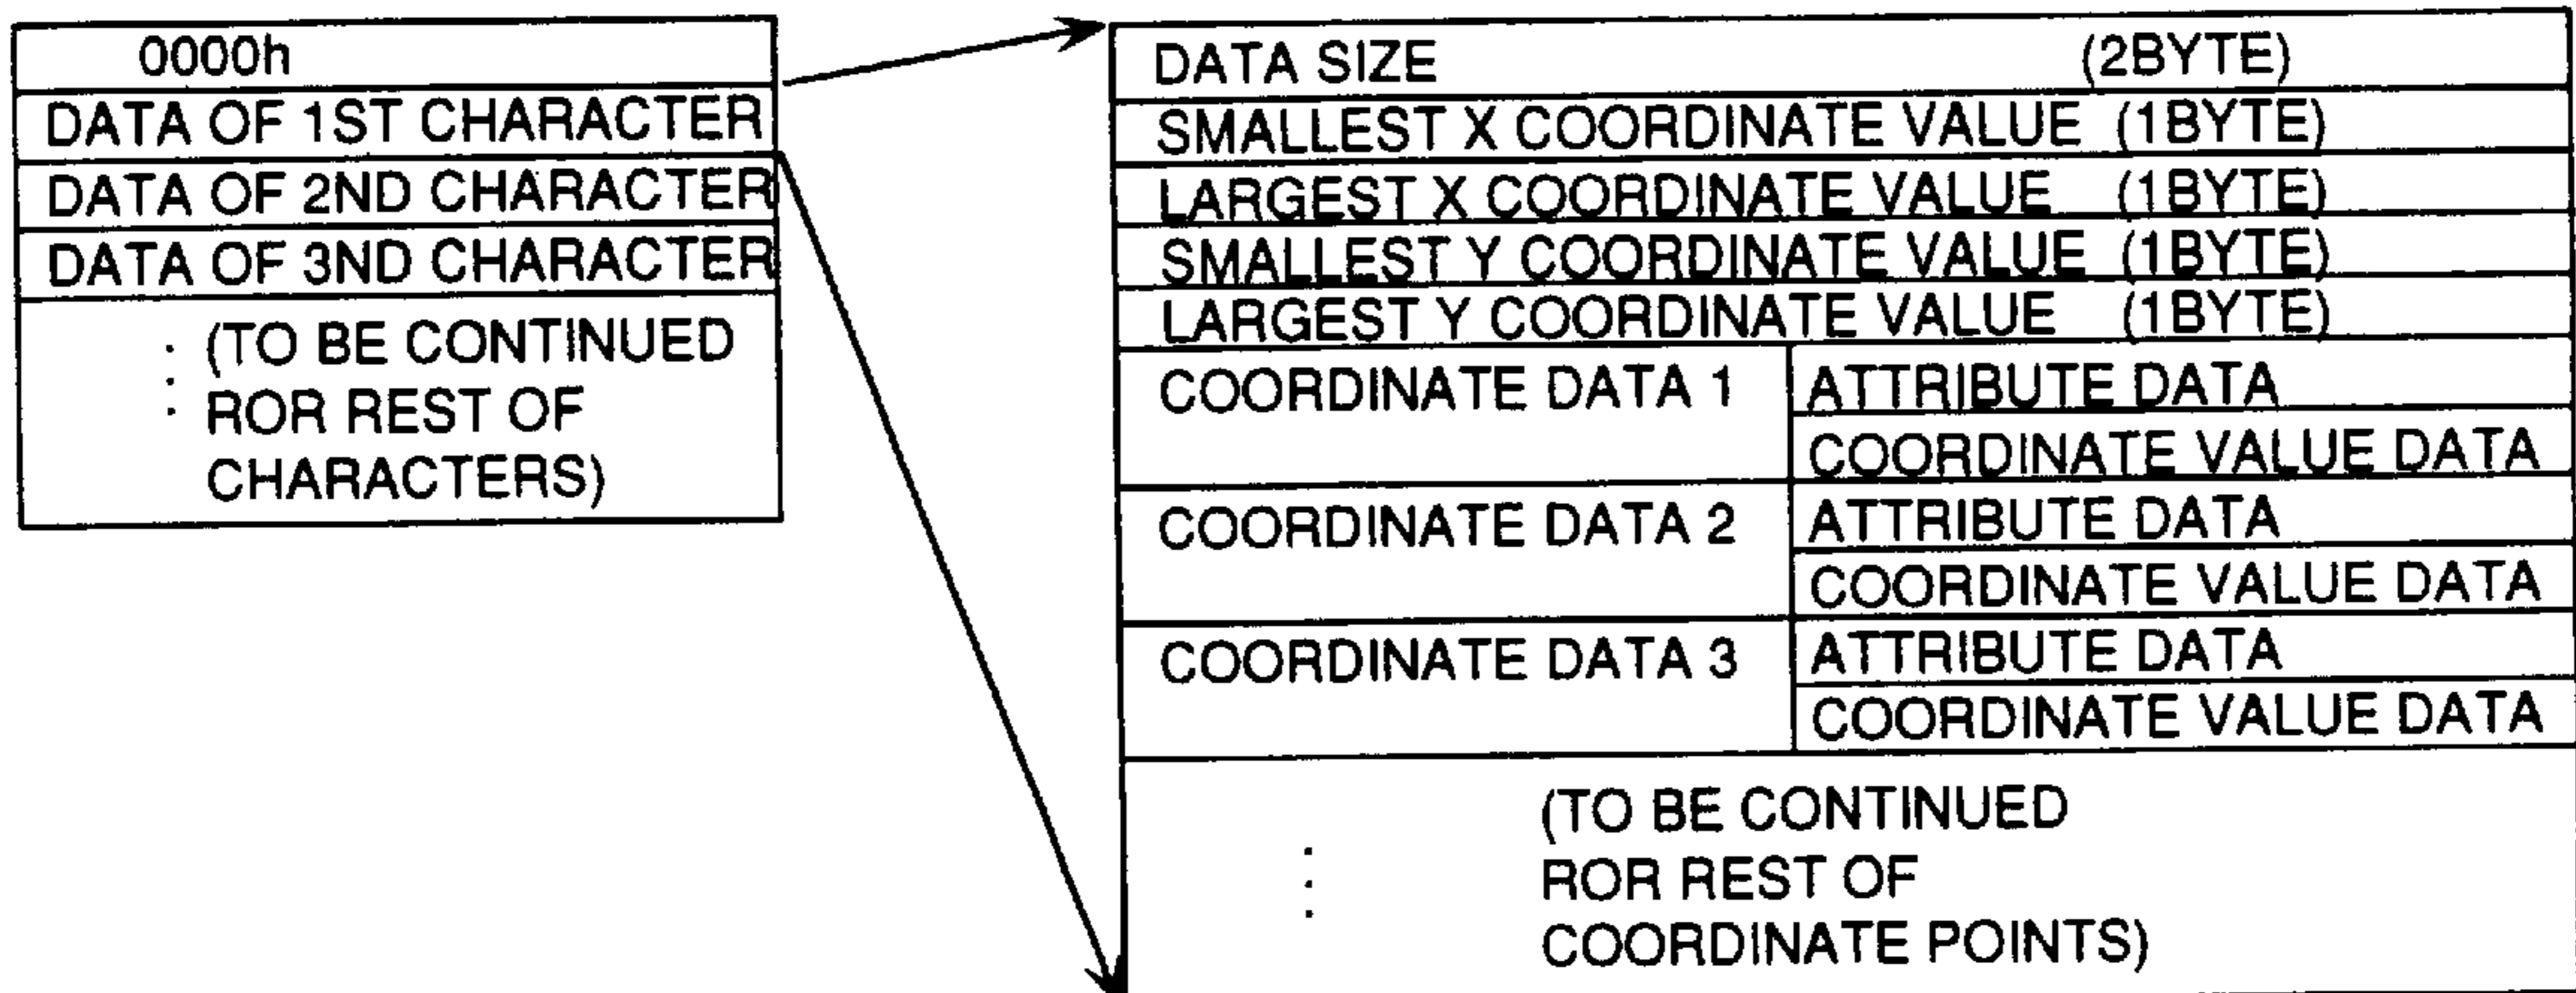 0000h
DATA OF 1ST CHARACTER
DATA OF 2ND CHARACTER
DATA OF 3ND CHARACTER
: (TO BE CONTINUED
ROR REST OF
CHARACTERS)
DATA SIZE (2BYTE)
SMALLEST X COORDINATE VALUE (1BYTE)
LARGEST X COORDINATE VALUE (1BYTE)
SMALLEST Y COORDINATE VALUE (1BYTE)
LARGEST Y COORDINATE VALUE (1BYTE)
COORDINATE DATA 1 ATTRIBUTE DATA
COORDINATE VALUE DATA
COORDINATE DATA 2 ATTRIBUTE DATA
COORDINATE VALUE DATA
COORDINATE DATA 3 ATTRIBUTE DATA
COORDINATE VALUE DATA
(TO BE CONTINUED
ROR REST OF
COORDINATE POINTS)